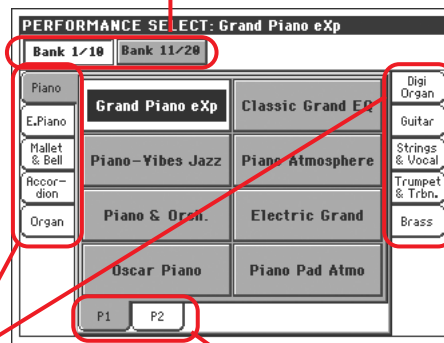 PERFORMANCE SELECT: Grand Piano eXp
Bank 1/10 Bank 11/20
Piano
E.Piano
Mallet
& Bell
Accor-
dion
Organ
Grand Piano eXp Classic Grand EQ
Piano-Vibes Jazz Piano Atmosphere
Piano & Orch. Electric Grand
Oscar Piano Piano Pad Atmo
Digi
Organ
Guitar
Strings
& Vocal
Trumpet
& Trbn.
Brass
P1 P2